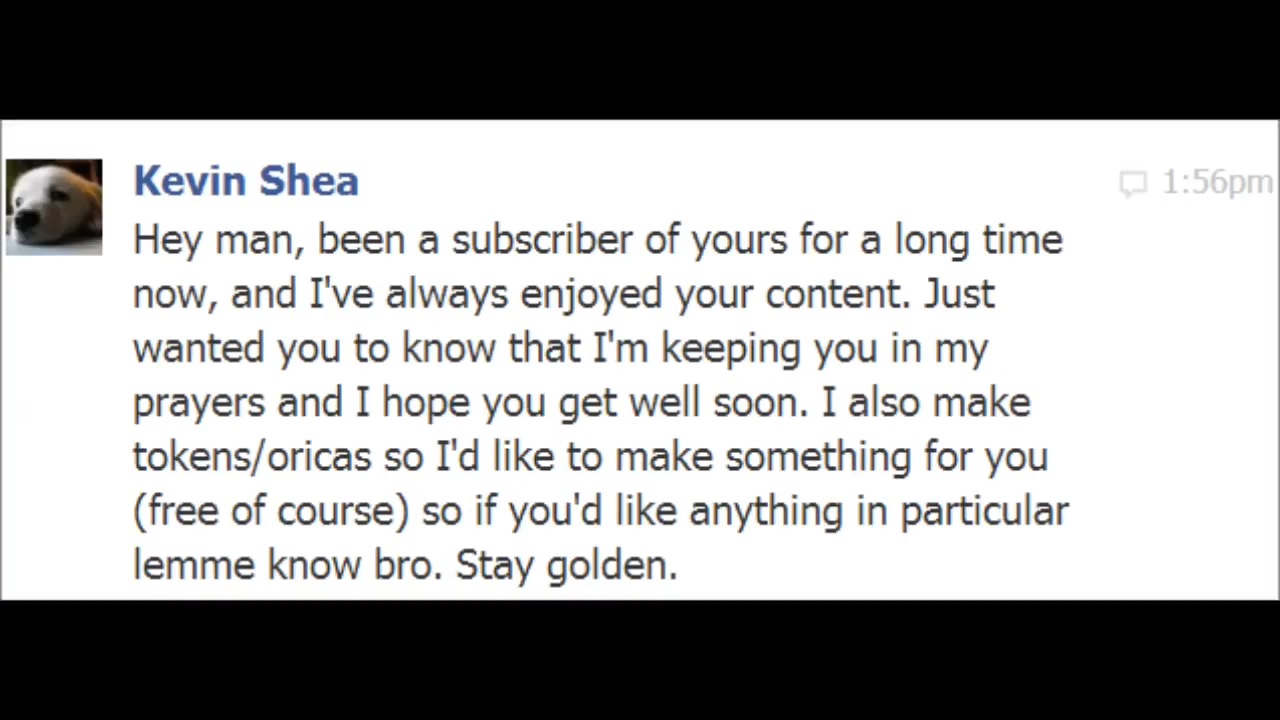 Kevin Shea
1:56pm
Hey man, been a subscriber of yours for a long time
now, and I've always enjoyed your content. Just
wanted you to know that I'm keeping you in my
prayers and I hope you get well soon. I also make
tokens/oricas so I'd like to make something for you
(free of course) so if you'd like anything in particular
lemme know bro. Stay golden.